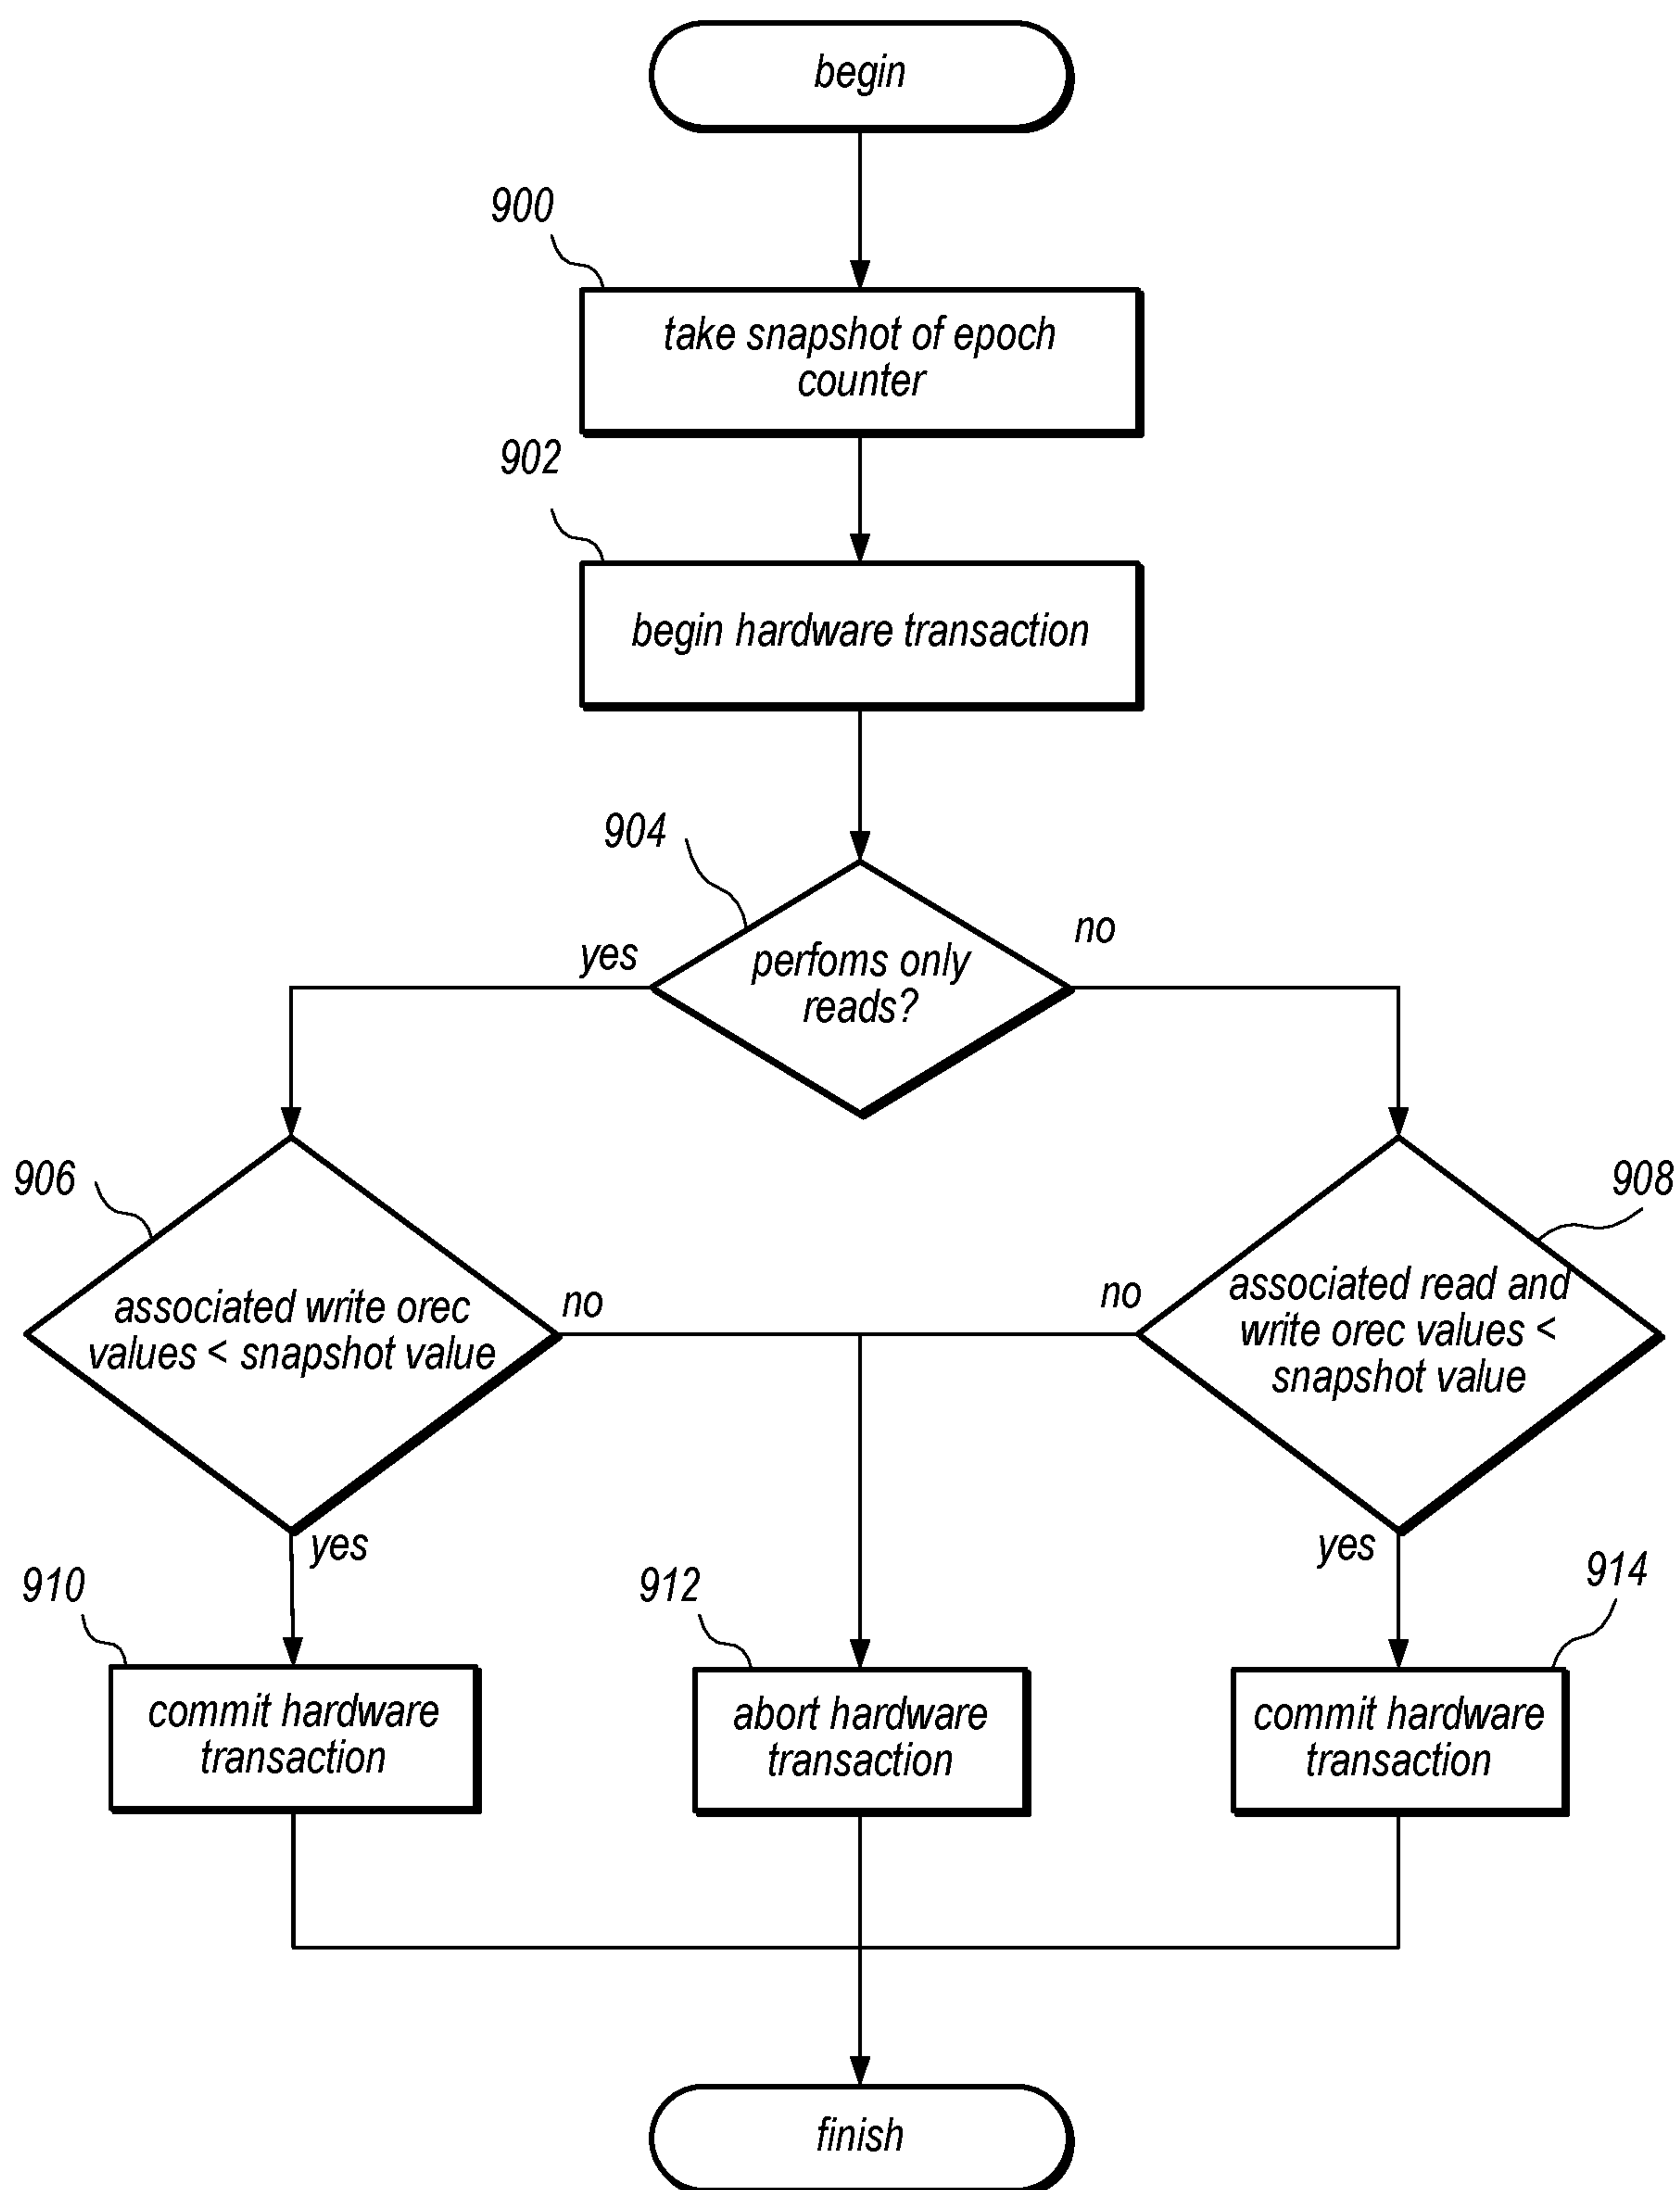 begin
900
take snapshot of epoch
counter
902
begin hardware transaction
904
yes
no
perfoms only
reads?
906
908
associated write orec
values < snapshot value
no
no
associated read and
write orec values <
snapshot value
yes
yes
910
912
914
commit hardware
transaction
abort hardware
transaction
commit hardware
transaction
finish